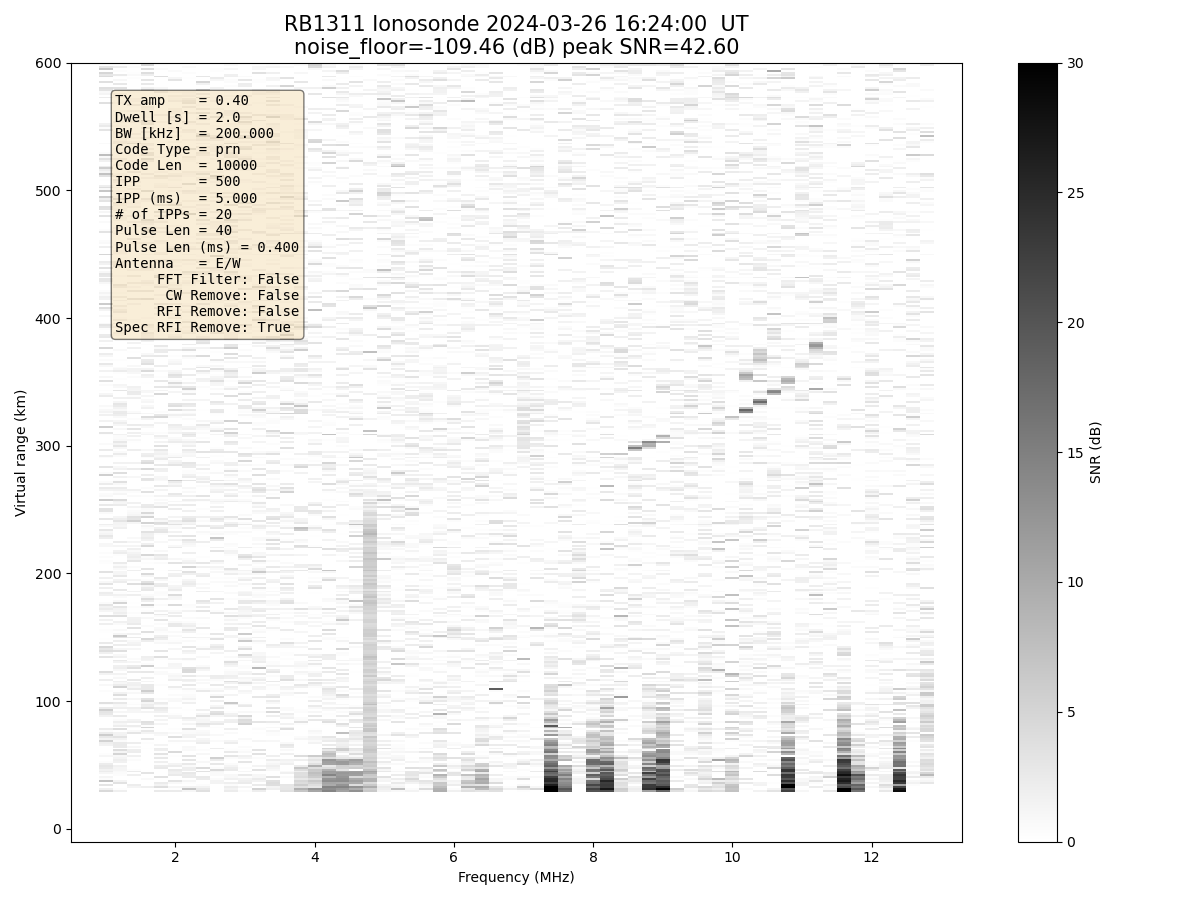 RB1311 Ionosonde 2024-03-26 16:24:00 UT
noise_floor=-109.46 (dB) peak SNR=42.60
600
500
400
300
200
100
0
Virtual range (km)
TX amp = 0.40
Dwell [s] = 2.0
BW [kHz] = 200.000
Code Type = prn
Code Len = 10000
IPP = 500
IPP (ms) = 5.000
# of IPPs = 20
Pulse Len = 40
Pulse Len (ms) = 0.400
Antenna = E/W
FFT Filter: False
CW Remove: False
RFI Remove: False
Spec RFI Remove: True
2 4 6 8 10 12
Frequency (MHz)
30
25
20
15
10
5
0
SNR (dB)